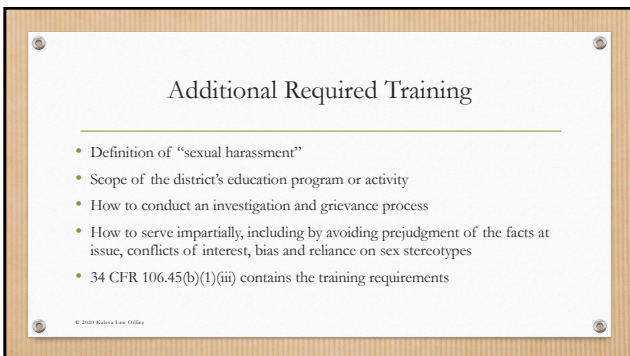 Additional Required Training
• Definition of “sexual harassment”
• Scope of the district’s education program or activity
• How to conduct an investigation and grievance process
• How to serve impartially, including by avoiding prejudgment of the facts at
issue, conflicts of interest, bias and reliance on sex stereotypes
• 34 CFR 106.45(b)(1)(iii) contains the training requirements
© 2020 Kaleva Law Office